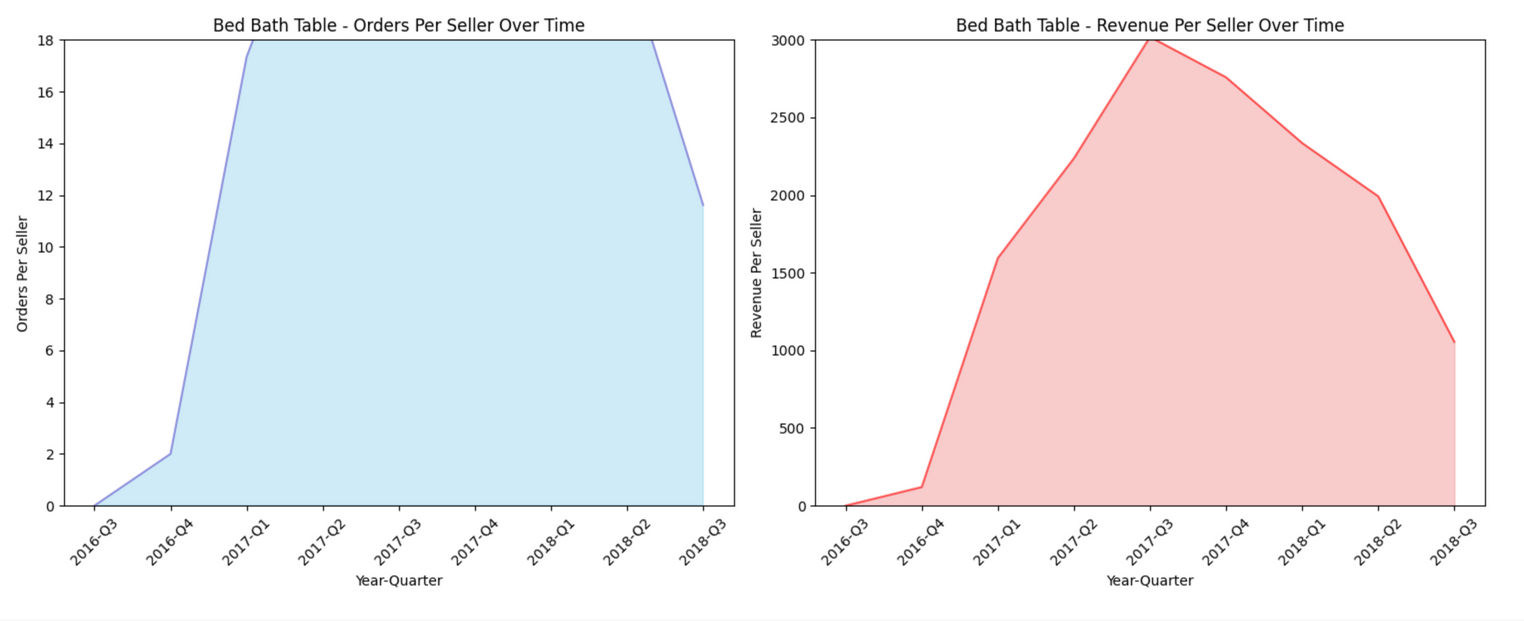 Bed Bath Table - Orders Per Seller Over Time
18
16
14
12
10
8
6
4
2
0
Orders Per Seller
2016-Q3
2016-Q4
2017-Q1
2017-Q2
2017-Q3
2017-Q4
2018-Q1
2018-Q2
2018-Q3
Year-Quarter
Bed Bath Table - Revenue Per Seller Over Time
3000
2500
2000
1500
1000
500
0
Revenue Per Seller
2016-Q3
2016-Q4
2017-Q1
2017-Q2
2017-Q3
2017-Q4
2018-Q1
2018-Q2
2018-Q3
Year-Quarter